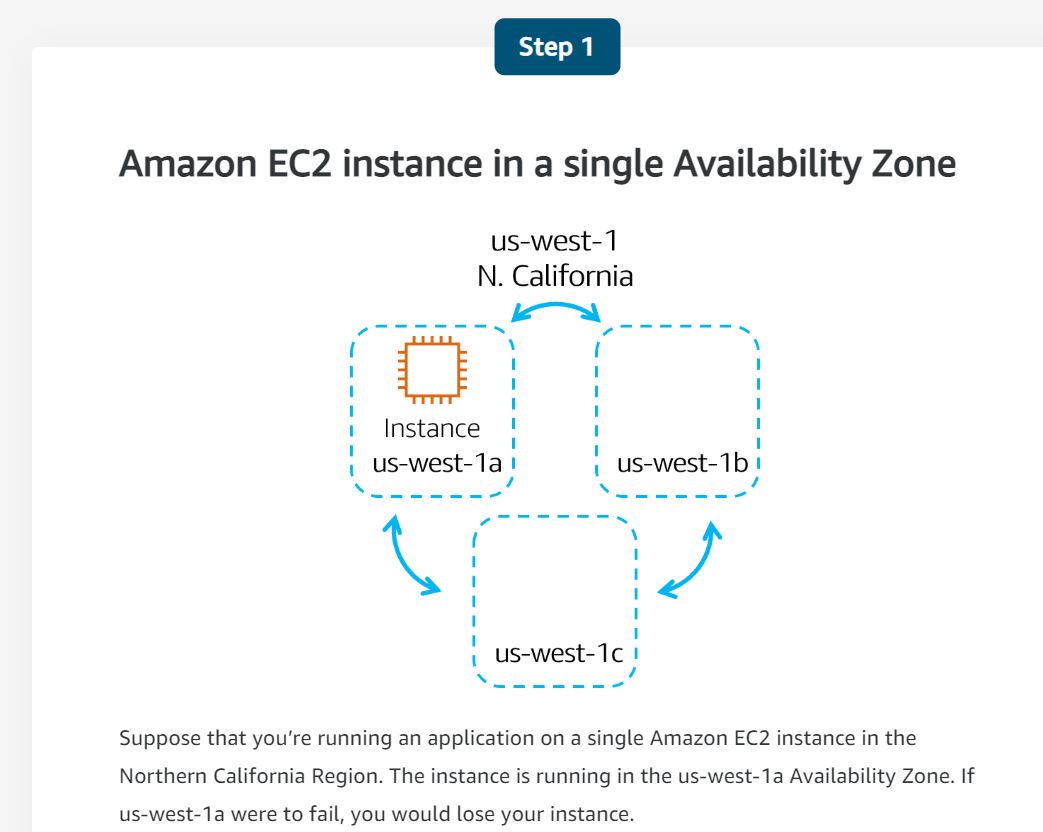 Step 1
Amazon EC2 instance in a single Availability Zone
us-west-1
N. California
Instance
us-west-1a
us-west-1b
us-west-1c
Suppose that you’re running an application on a single Amazon EC2 instance in the
Northern California Region. The instance is running in the us-west-1a Availability Zone. If
us-west-1a were to fail, you would lose your instance.